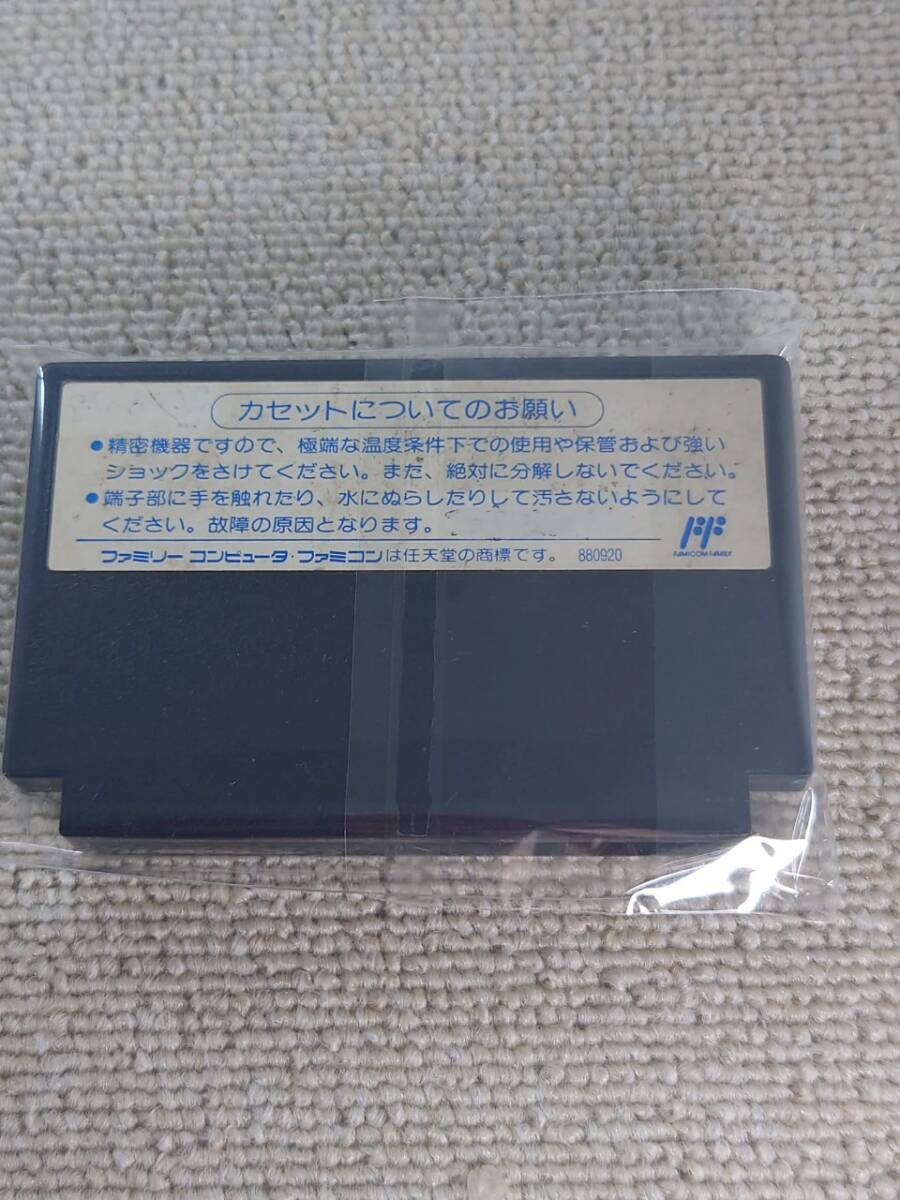 カセットについてのお願い
●精密機器ですので、極端な温度条件下での使用や保管および強い
ショックをさけてください。また、絶対に分解しないでください。
●端子部に手を触れたり、水にぬらしたりして汚さないようにして
ください。故障の原因となります。
FAMICOM FAMILY
ファミリー コンピュータ・ファミコンは任天堂の商標です。 880920